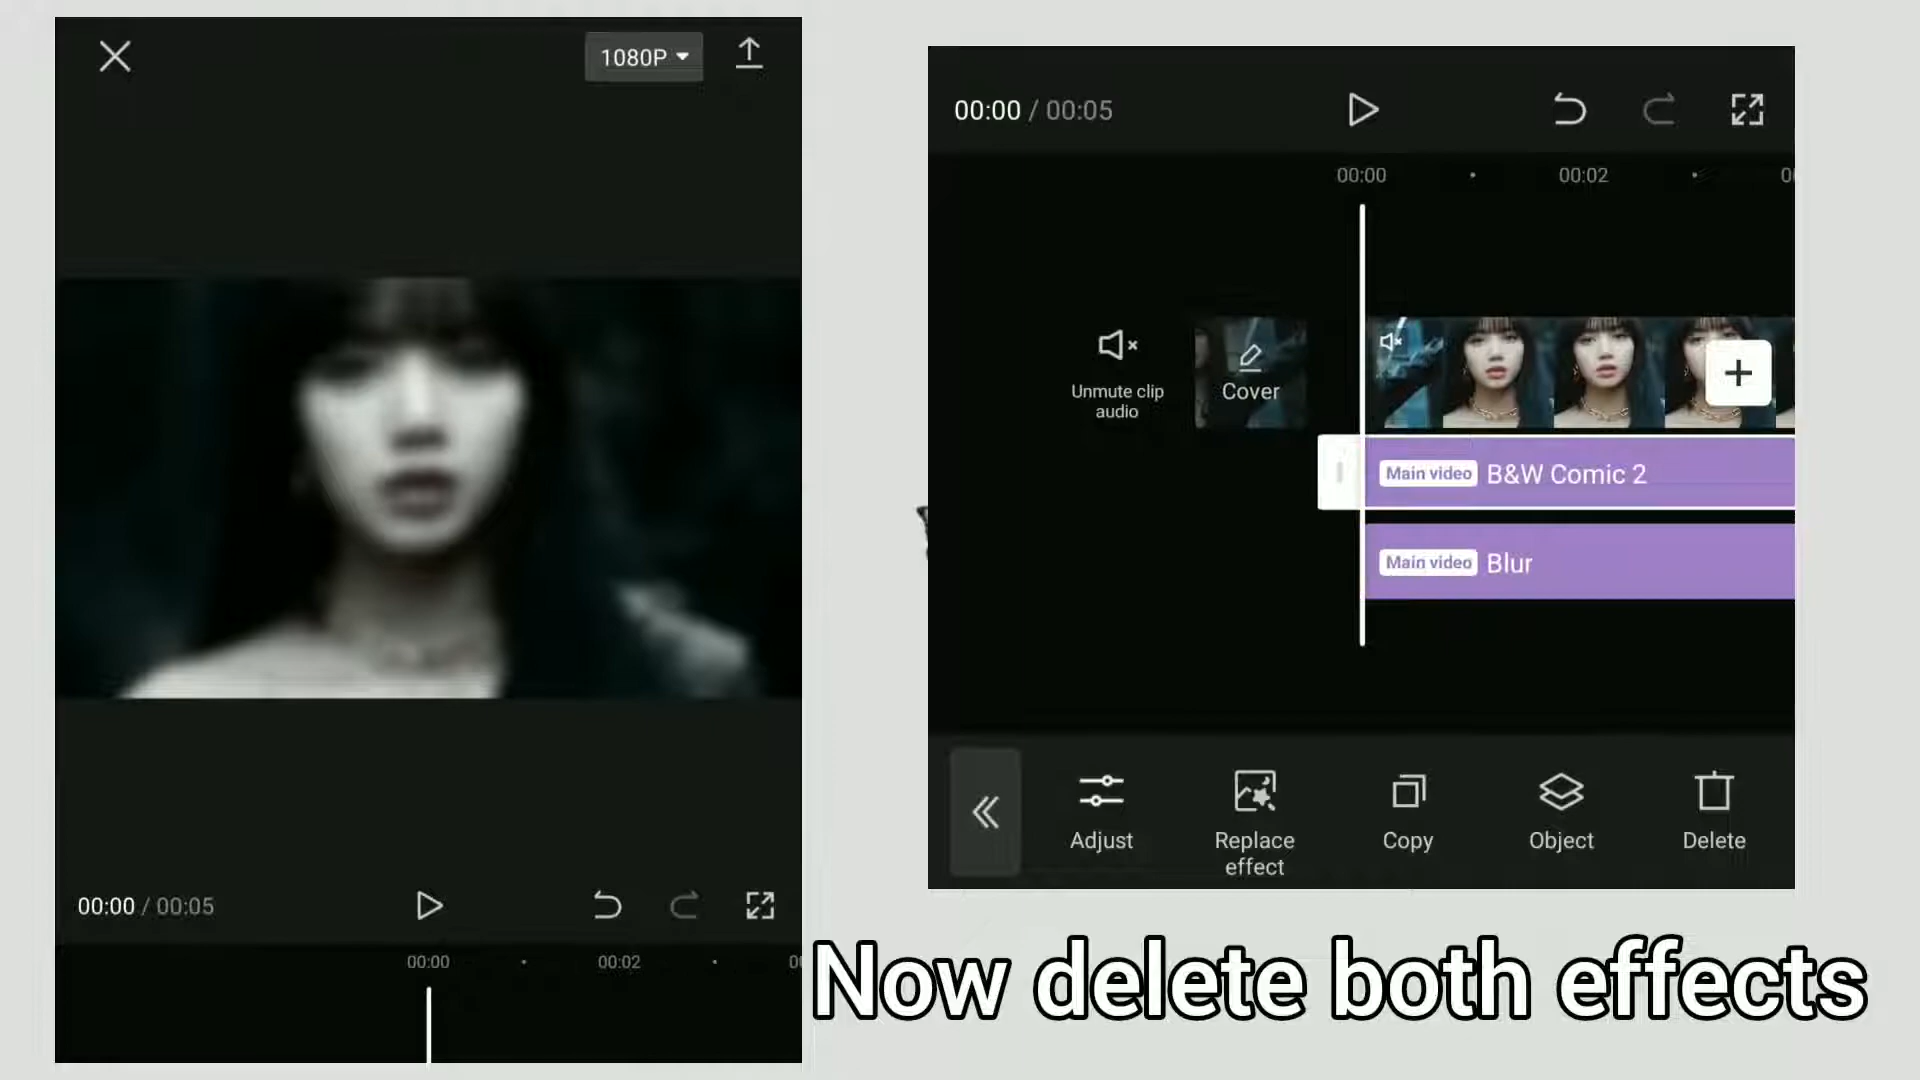 1080P
00:00 / 00:05
00:00
00:02
00:00 / 00:05
00:00
00:02
Unmute clip
audio
Cover
Main video B&W Comic 2
Main video Blur
Adjust
Replace
effect
Copy
Object
Delete
Now delete both effects